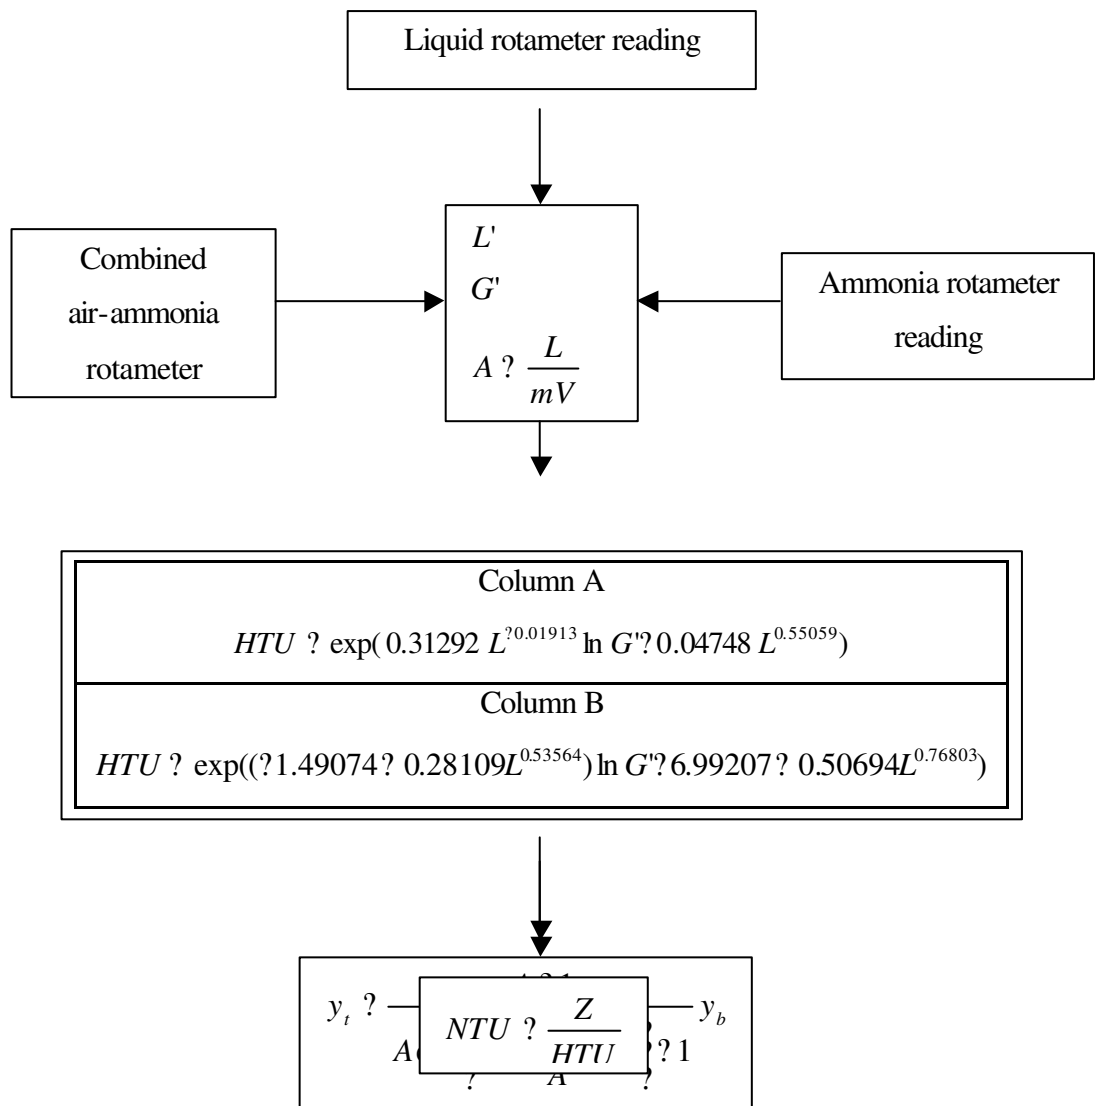 Liquid rotameter reading
Combined
air-ammonia
rotameter
L'
G'
A ? L/mV
Ammonia rotameter
reading
Column A
HTU ? exp(0.31292 L^?0.01913 ln G'?0.04748 L^0.55059)
Column B
HTU ? exp((?1.49074? 0.28109L^0.53564) ln G'?6.99207? 0.50694L^0.76803)
y_t ?
y_b
NTU ? Z/HTU
A
? 1
? A ?